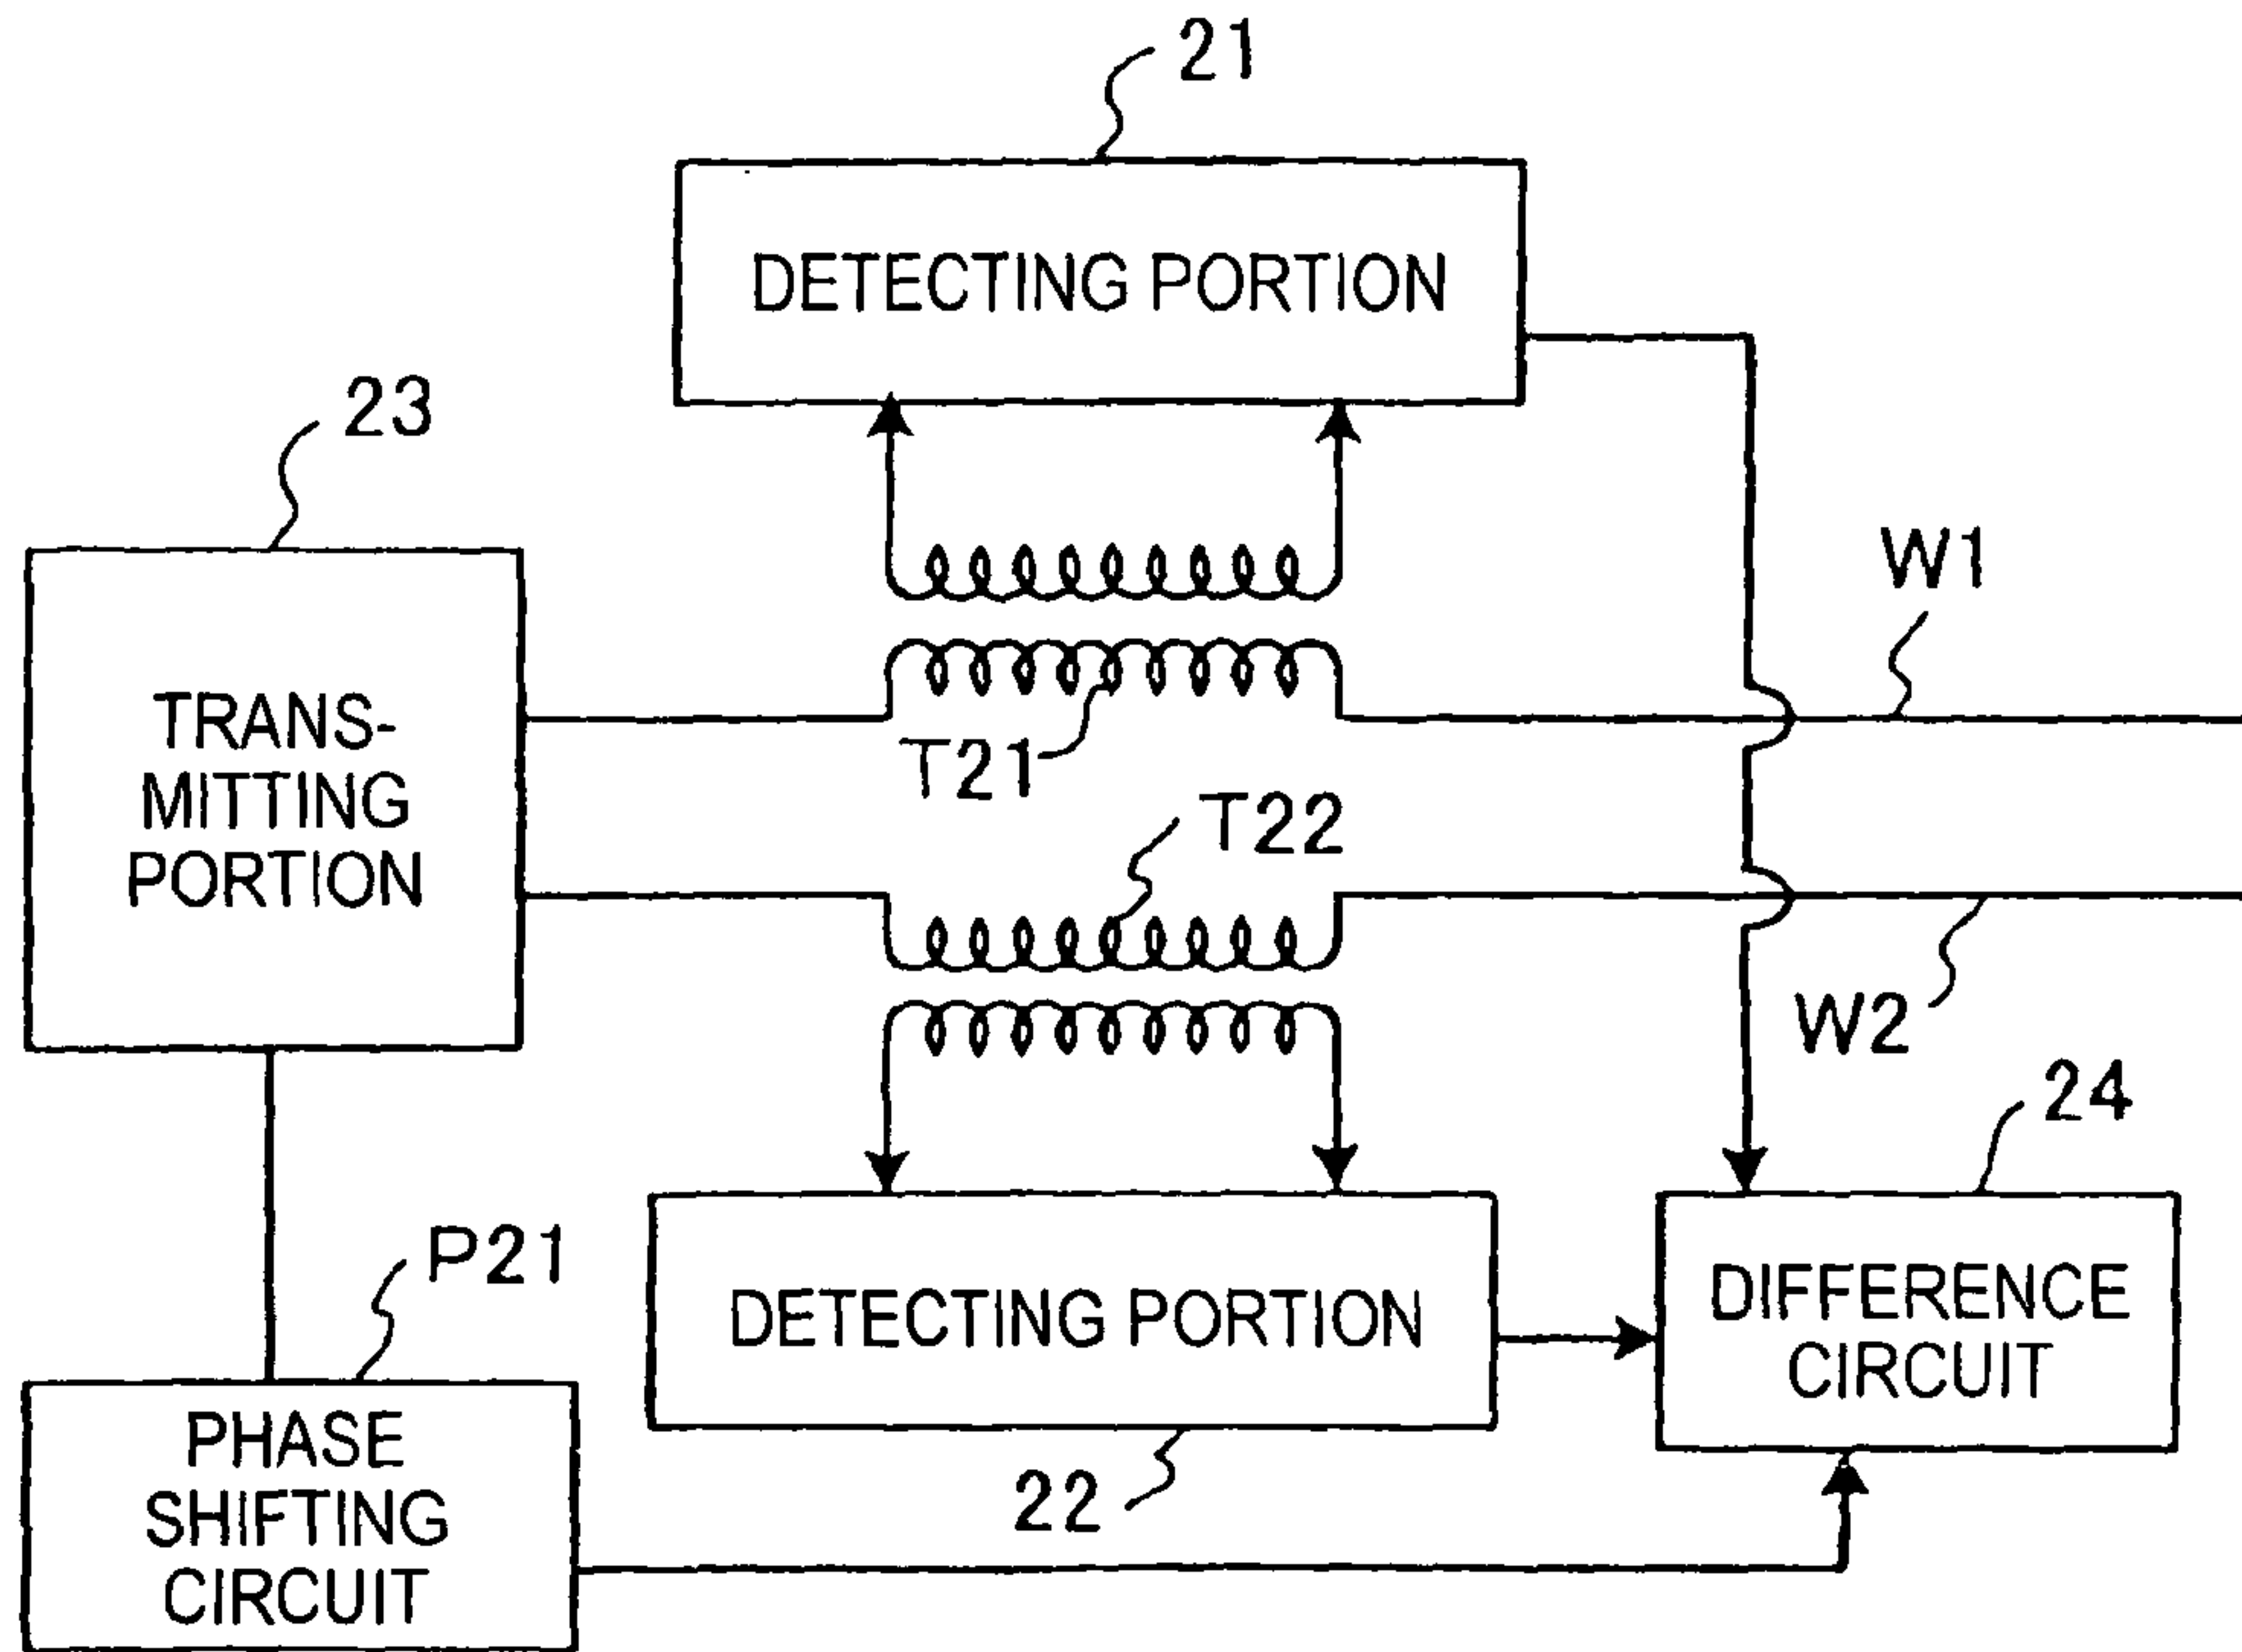 21
DETECTING PORTION
23
W1
TRANS-
MITTING
PORTION
T21
T22
W2
24
P21
DETECTING PORTION
DIFFERENCE
CIRCUIT
PHASE
SHIFTING
CIRCUIT
22